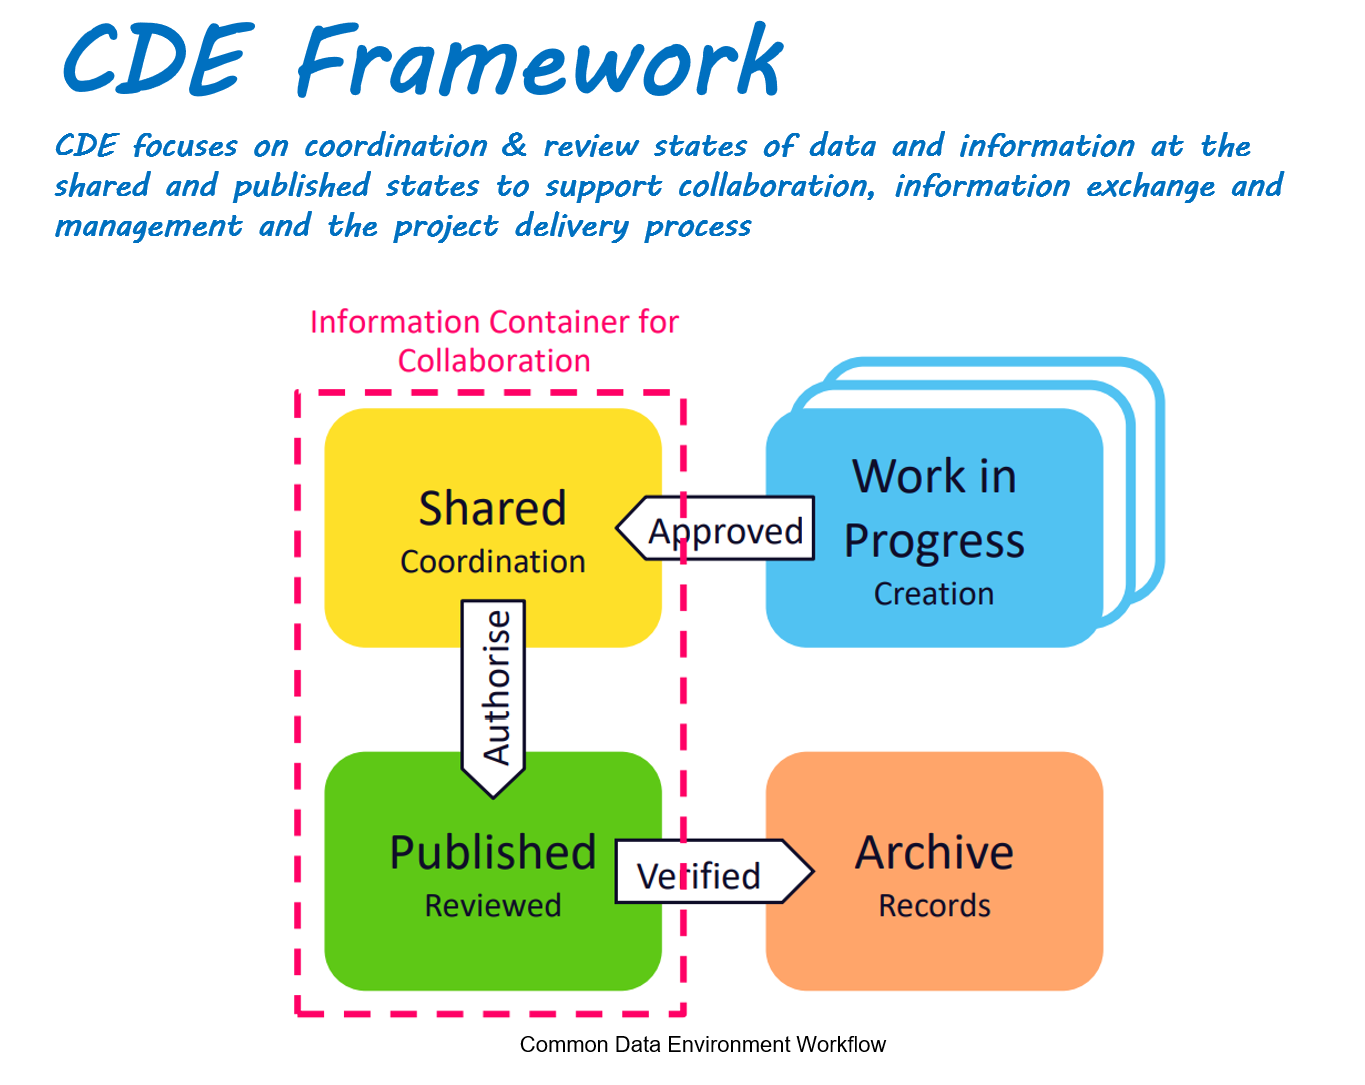 CDE Framework
CDE focuses on coordination & review states of data and information at the
shared and published states to support collaboration, information exchange and
management and the project delivery process
Information Container for
Collaboration
Shared
Coordination
Approved
Work in
Progress
Creation
Authorise
Published
Reviewed
Verified
Archive
Records
Common Data Environment Workflow